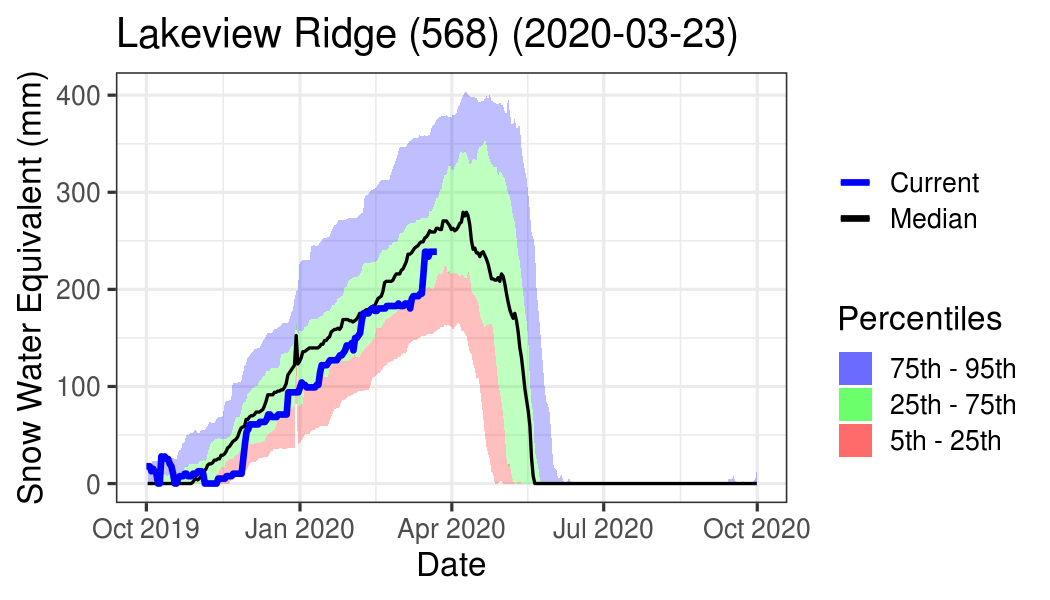 Lakeview Ridge (568) (2020-03-23)
Snow Water Equivalent (mm)
400
300
200
100
0
Oct 2019
Jan 2020
Apr 2020
Jul 2020
Oct 2020
Date
Current
Median
Percentiles
75th - 95th
25th - 75th
5th - 25th